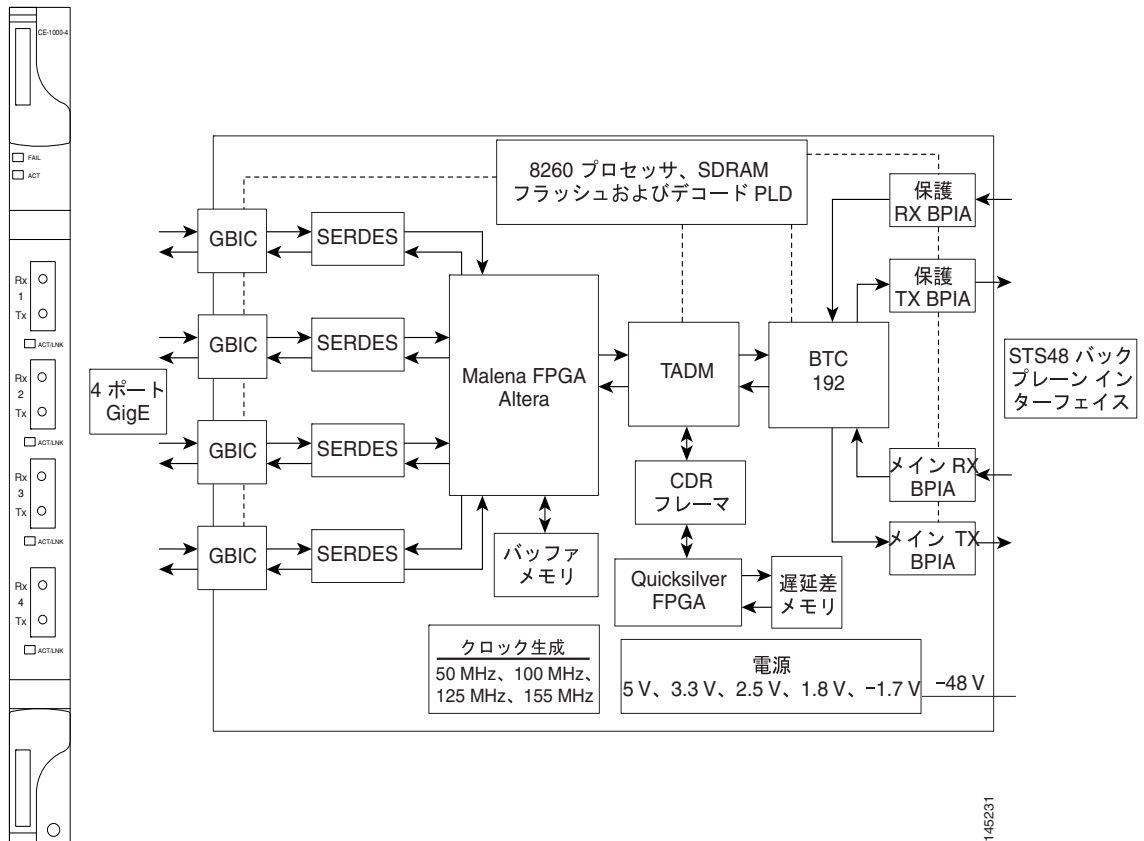 CE-1000-4
FAIL
ACT
Rx
1
Tx
ACT/LNK
Rx
2
Tx
ACT/LNK
Rx
3
Tx
ACT/LNK
Rx
4
Tx
ACT/LNK
4 ポート
GigE
8260 プロセッサ、SDRAM
フラッシュおよびデコード PLD
GBIC
SERDES
GBIC
SERDES
GBIC
SERDES
GBIC
SERDES
Malena FPGA
Altera
バッファ
メモリ
TADM
CDR
フレーマ
Quicksilver
FPGA
遅延差
メモリ
BTC
192
保護
RX BPIA
保護
TX BPIA
メイン RX
BPIA
メイン TX
BPIA
STS48 バック
プレーン イン
ターフェイス
クロック生成
50 MHz、100 MHz、
125 MHz、155 MHz
電源
5 V、3.3 V、2.5 V、1.8 V、−1.7 V
−48 V
145231